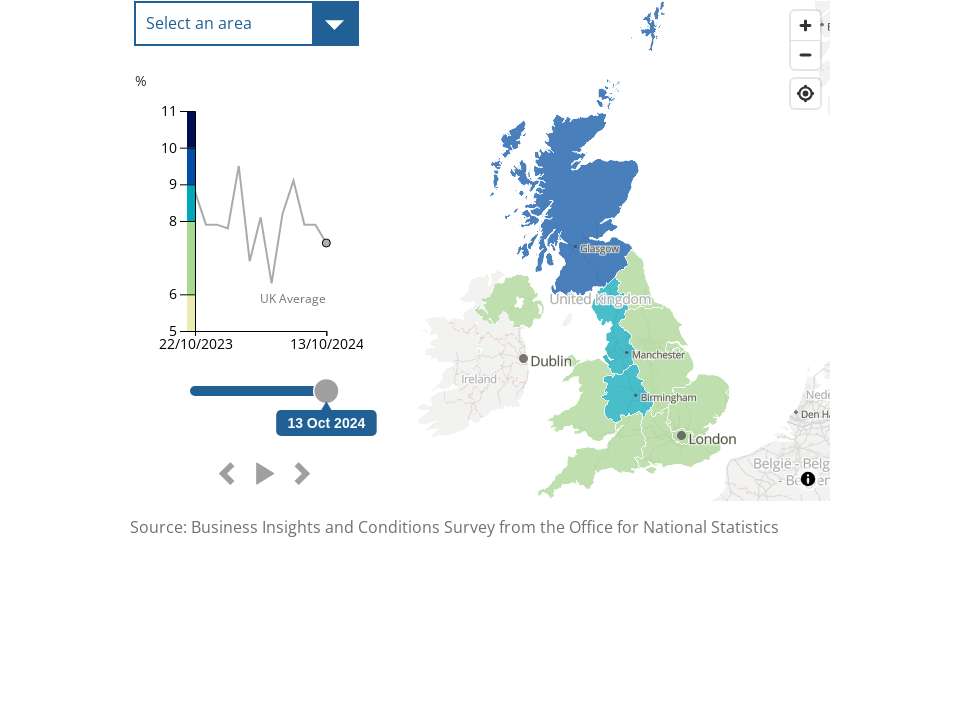 Select an area
%
11
10
9
8
6
5
UK Average
22/10/2023
13/10/2024
13 Oct 2024
Glasgow
United Kingdom
Dublin
Manchester
Ireland
Birmingham
London
Nede
Den Ha
België - Belg
Source: Business Insights and Conditions Survey from the Office for National Statistics